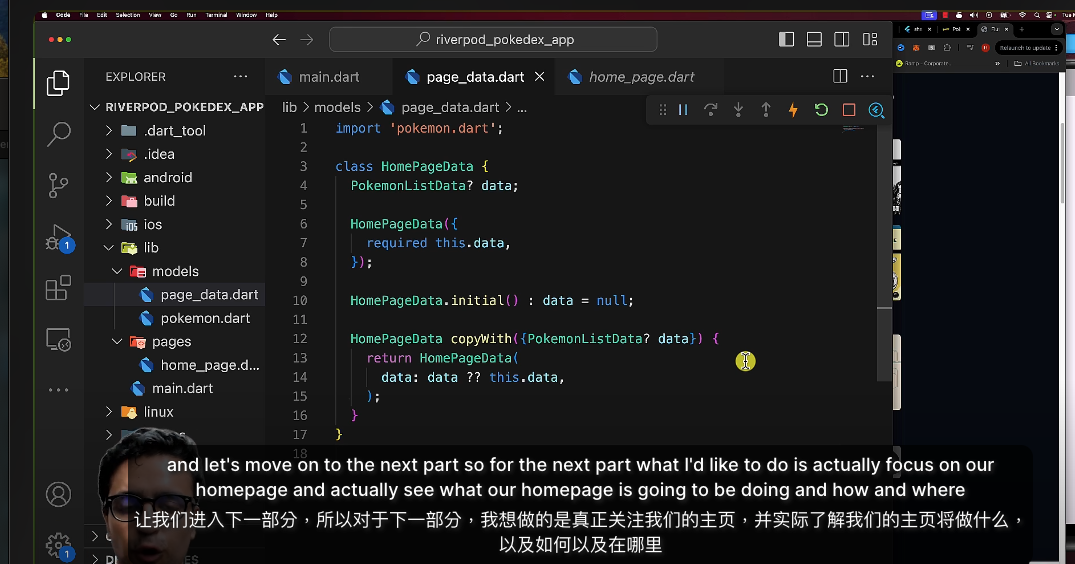 Code File Edit Selection View Go Run Terminal Window Help
riverpod_pokedex_app
Relaunch to update
All Bookmarks
EXPLORER
main.dart page_data.dart home_page.dart
RIVERPOD_POKEDEX_APP
lib > models > page_data.dart > ...
.dart_tool
.idea
android
build
ios
lib
models
page_data.dart
pokemon.dart
pages
home_page.d...
main.dart
linux
1
1
1 import 'pokemon.dart';
2
3 class HomePageData {
4 PokemonListData? data;
5
6 HomePageData({
7 required this.data,
8 });
9
10 HomePageData.initial() : data = null;
11
12 HomePageData copyWith({PokemonListData? data}) {
13 return HomePageData(
14 data: data ?? this.data,
15 );
16 }
17 }
18
and let's move on to the next part so for the next part what I'd like to do is actually focus on our
homepage and actually see what our homepage is going to be doing and how and where
让我们进入下一部分，所以对于下一部分，我想做的是真正关注我们的主页，并实际了解我们的主页将做什么，
以及如何以及在哪里